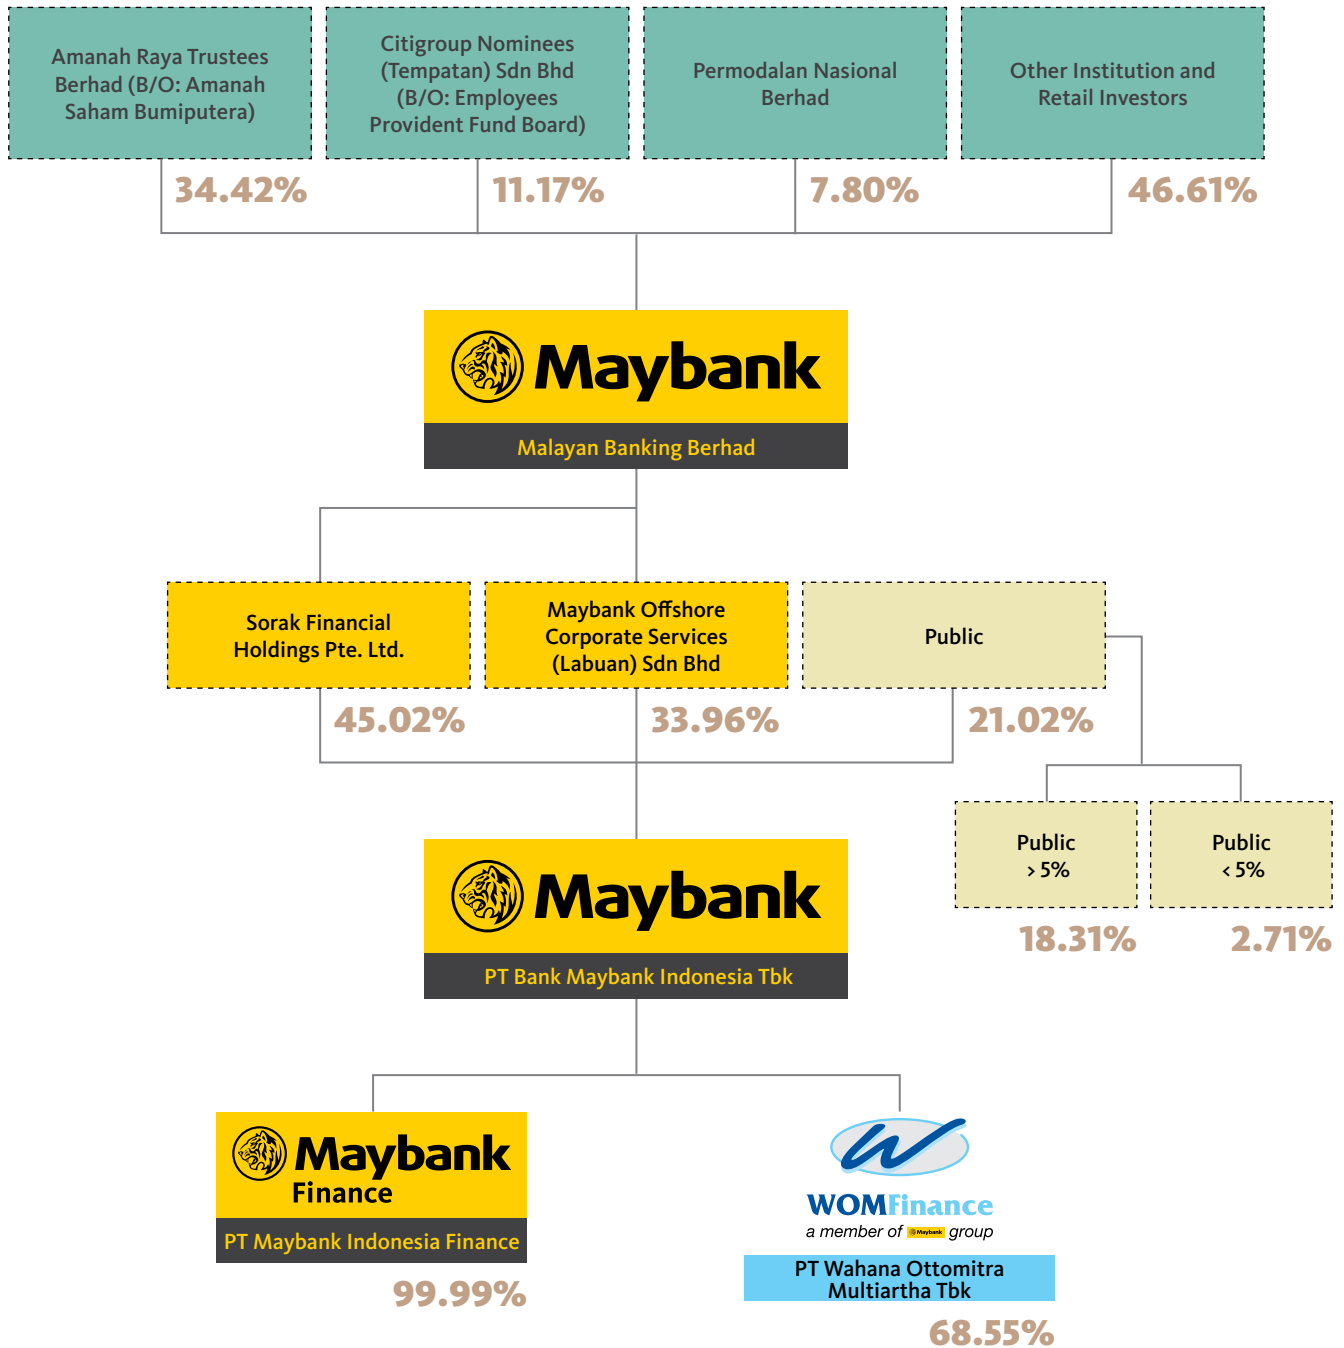 Amanah Raya Trustees
Berhad (B/O: Amanah
Saham Bumiputera)
34.42%
Citigroup Nominees
(Tempatan) Sdn Bhd
(B/O: Employees
Provident Fund Board)
11.17%
Permodalan Nasional
Berhad
7.80%
Other Institution and
Retail Investors
46.61%
Maybank
Malayan Banking Berhad
Sorak Financial
Holdings Pte. Ltd.
45.02%
Maybank Offshore
Corporate Services
(Labuan) Sdn Bhd
33.96%
Public
21.02%
Public
> 5%
18.31%
Public
< 5%
2.71%
Maybank
PT Bank Maybank Indonesia Tbk
Maybank
Finance
PT Maybank Indonesia Finance
99.99%
W
WOMFinance
a member of Maybank group
PT Wahana Ottomitra
Multiartha Tbk
68.55%